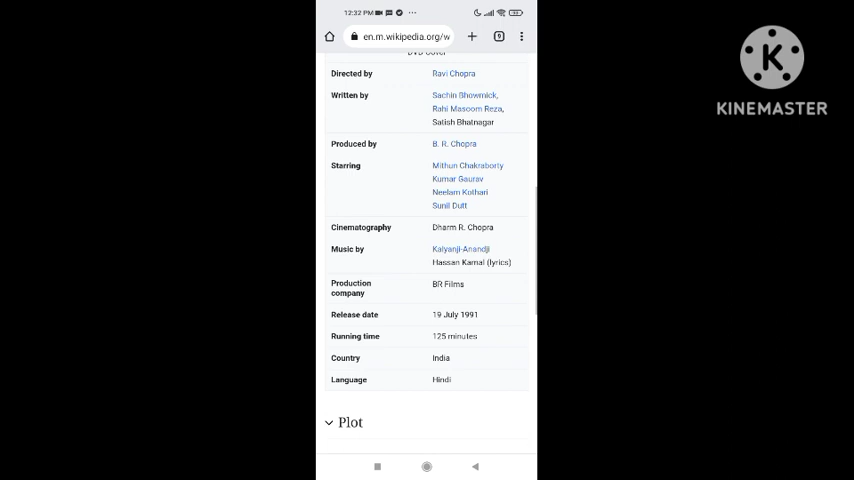 12:32 PM
en.m.wikipedia.org/w
9
KINEMASTER
DVD cover
Directed by Ravi Chopra
Written by Sachin Bhowmick,
Rahi Masoom Reza,
Satish Bhatnagar
Produced by B. R. Chopra
Starring Mithun Chakraborty
Kumar Gaurav
Neelam Kothari
Sunil Dutt
Cinematography Dharm R. Chopra
Music by Kalyanji-Anandji
Hassan Kamal (lyrics)
Production
company BR Films
Release date 19 July 1991
Running time 125 minutes
Country India
Language Hindi
Plot